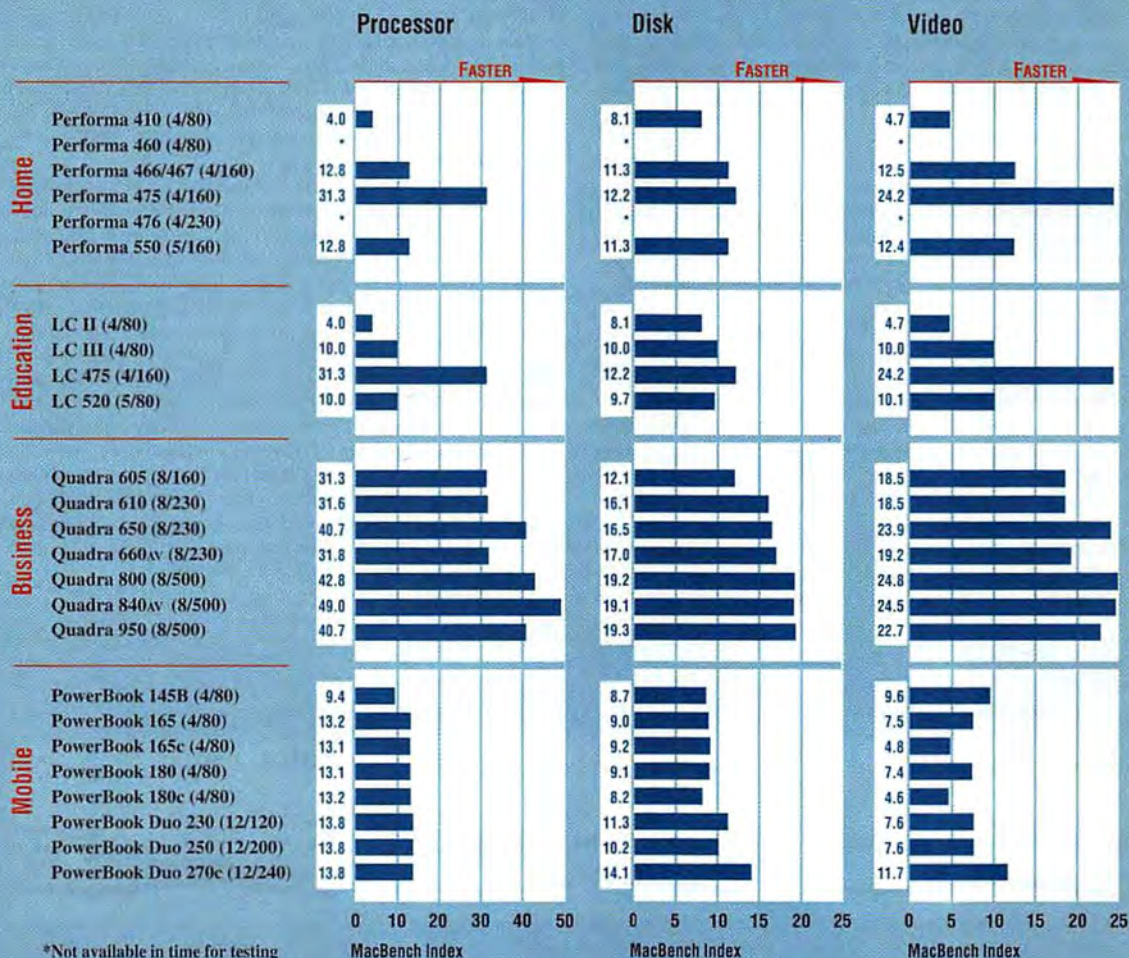 Processor Disk Video
FASTER FASTER FASTER
Home
Performa 410 (4/80) 4.0 8.1 4.7
Performa 460 (4/80) * * *
Performa 466/467 (4/160) 12.8 11.3 12.5
Performa 475 (4/160) 31.3 12.2 24.2
Performa 476 (4/230) * * *
Performa 550 (5/160) 12.8 11.3 12.4
Education
LC II (4/80) 4.0 8.1 4.7
LC III (4/80) 10.0 10.0 10.0
LC 475 (4/160) 31.3 12.2 24.2
LC 520 (5/80) 10.0 9.7 10.1
Business
Quadra 605 (8/160) 31.3 12.1 18.5
Quadra 610 (8/230) 31.6 16.1 18.5
Quadra 650 (8/230) 40.7 16.5 23.9
Quadra 660AV (8/230) 31.8 17.0 19.2
Quadra 800 (8/500) 42.8 19.2 24.8
Quadra 840AV (8/500) 49.0 19.1 24.5
Quadra 950 (8/500) 40.7 19.3 22.7
Mobile
PowerBook 145B (4/80) 9.4 8.7 9.6
PowerBook 165 (4/80) 13.2 9.0 7.5
PowerBook 165c (4/80) 13.1 9.2 4.8
PowerBook 180 (4/80) 13.1 9.1 7.4
PowerBook 180c (4/80) 13.2 8.2 4.6
PowerBook Duo 230 (12/120) 13.8 11.3 7.6
PowerBook Duo 250 (12/200) 13.8 10.2 7.6
PowerBook Duo 270c (12/240) 13.8 14.1 11.7
0 10 20 30 40 50 0 5 10 15 20 25 0 5 10 15 20 25
*Not available in time for testing MacBench Index MacBench Index MacBench Index